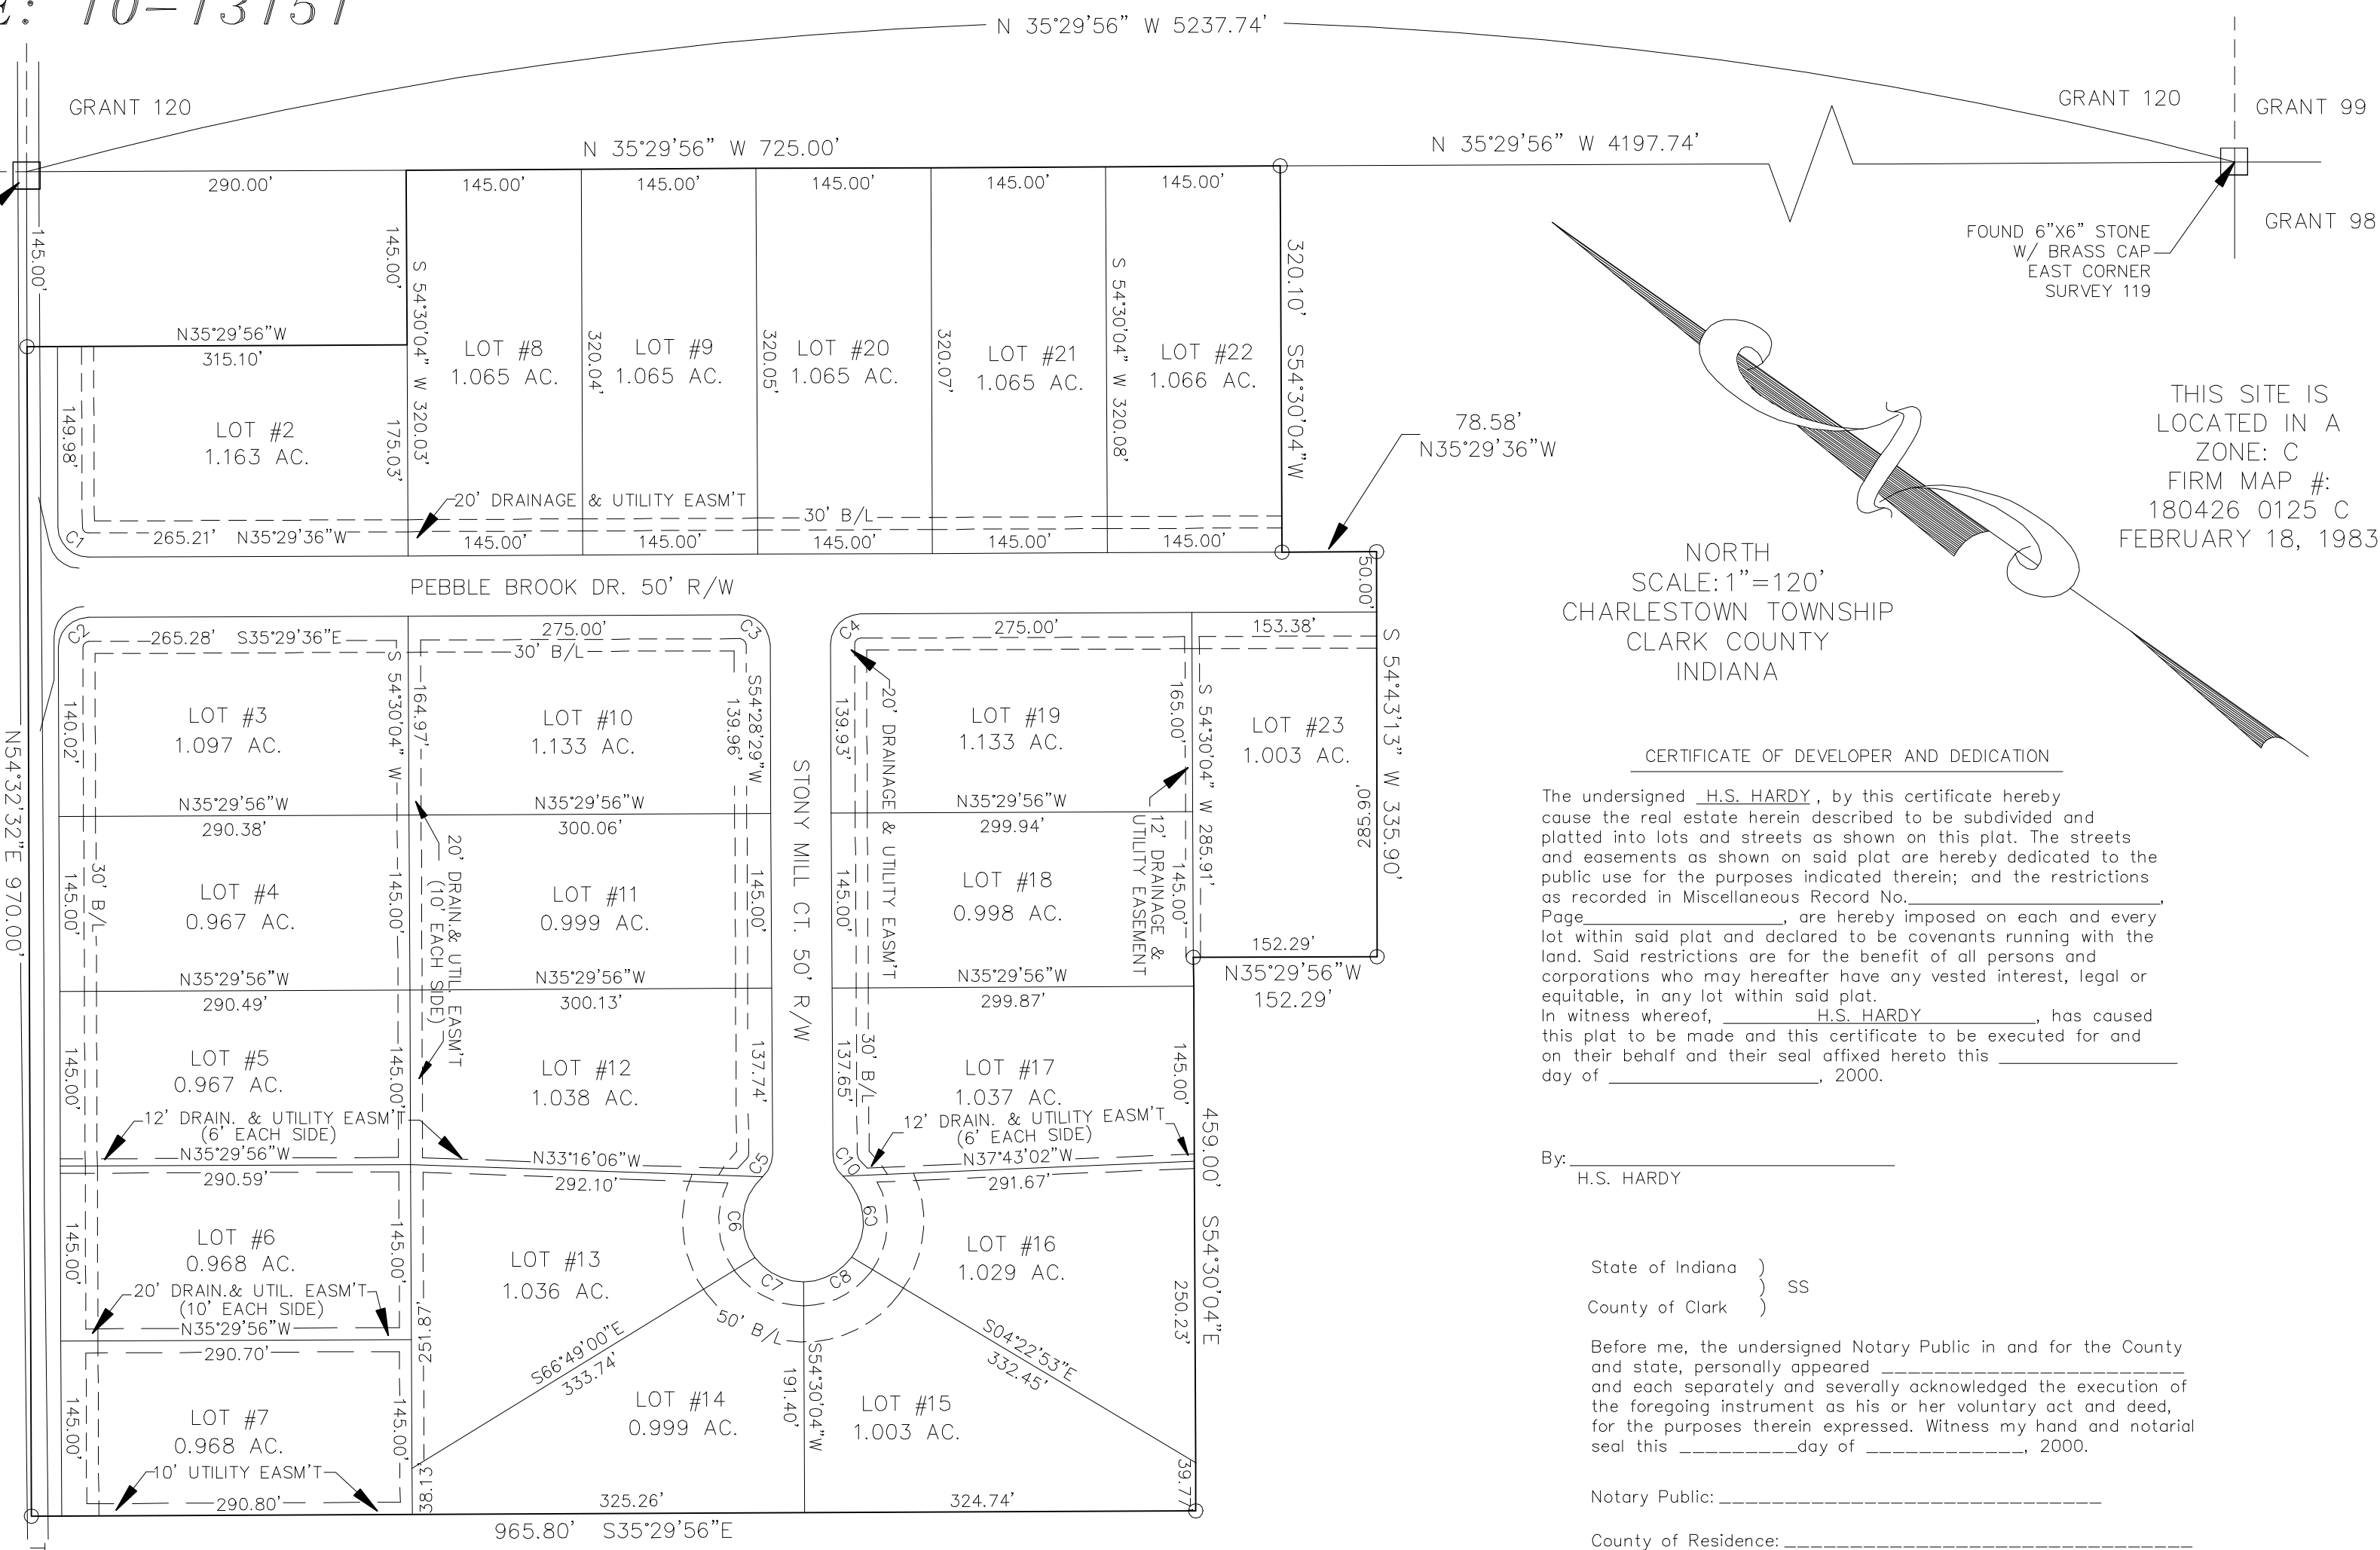 E: 10-13151
N 35°29'56" W 5237.74'
GRANT 120
GRANT 120
GRANT 99
N 35°29'56" W 725.00'
N 35°29'56" W 4197.74'
GRANT 98
FOUND 6"X6" STONE
W/ BRASS CAP
EAST CORNER
SURVEY 119
290.00'
145.00'
145.00'
145.00'
145.00'
145.00'
145.00'
145.00'
S 54°30'04" W 320.03'
320.04'
320.05'
320.07'
S 54°30'04" W 320.08'
320.10' S54°30'04"W
N35°29'56"W
315.10'
LOT #8
1.065 AC.
LOT #9
1.065 AC.
LOT #20
1.065 AC.
LOT #21
1.065 AC.
LOT #22
1.066 AC.
LOT #2
1.163 AC.
149.98'
175.03'
78.58'
N35°29'36"W
20' DRAINAGE & UTILITY EASM'T
30' B/L
C1
265.21' N35°29'36"W
145.00'
145.00'
145.00'
145.00'
145.00'
50.00'
PEBBLE BROOK DR. 50' R/W
THIS SITE IS
LOCATED IN A
ZONE: C
FIRM MAP #:
180426 0125 C
FEBRUARY 18, 1983
NORTH
SCALE: 1"=120'
CHARLESTOWN TOWNSHIP
CLARK COUNTY
INDIANA
C2
265.28' S35°29'36"E
275.00'
30' B/L
C3
C4
275.00'
153.38'
S 54°43'13" W 335.90'
N54°32'32"E 970.00'
140.02'
LOT #3
1.097 AC.
S 54°30'04" W
164.97'
LOT #10
1.133 AC.
S54°28'29"W
139.96'
139.93'
20' DRAINAGE & UTILITY EASM'T
LOT #19
1.133 AC.
165.00'
S 54°30'04" W 285.91'
LOT #23
1.003 AC.
285.90'
STONY MILL CT. 50' R/W
N35°29'56"W
290.38'
N35°29'56"W
300.06'
N35°29'56"W
299.94'
12' DRAINAGE &
UTILITY EASEMENT
30' B/L
145.00'
LOT #4
0.967 AC.
145.00'
20' DRAIN.& UTIL. EASM'T
(10' EACH SIDE)
LOT #11
0.999 AC.
145.00'
145.00'
LOT #18
0.998 AC.
145.00'
152.29'
N35°29'56"W
152.29'
N35°29'56"W
290.49'
N35°29'56"W
300.13'
N35°29'56"W
299.87'
145.00'
LOT #5
0.967 AC.
145.00'
LOT #12
1.038 AC.
137.74'
137.65'
30' B/L
LOT #17
1.037 AC.
145.00'
12' DRAIN. & UTILITY EASM'T
(6' EACH SIDE)
12' DRAIN. & UTILITY EASM'T
(6' EACH SIDE)
N35°29'56"W
290.59'
N33°16'06"W
292.10'
C5
C10
N37°43'02"W
291.67'
459.00' S54°30'04"E
145.00'
LOT #6
0.968 AC.
145.00'
LOT #13
1.036 AC.
C6
C9
C7
C8
50' B/L
LOT #16
1.029 AC.
250.23'
20' DRAIN.& UTIL. EASM'T
(10' EACH SIDE)
N35°29'56"W
290.70'
251.87'
S66°49'00"E
333.74'
S04°22'53"E
332.45'
145.00'
LOT #7
0.968 AC.
145.00'
LOT #14
0.999 AC.
S54°30'04"W
191.40'
LOT #15
1.003 AC.
10' UTILITY EASM'T
290.80'
38.13'
325.26'
324.74'
39.77'
965.80' S35°29'56"E
CERTIFICATE OF DEVELOPER AND DEDICATION
The undersigned H.S. HARDY, by this certificate hereby
cause the real estate herein described to be subdivided and
platted into lots and streets as shown on this plat. The streets
and easements as shown on said plat are hereby dedicated to the
public use for the purposes indicated therein; and the restrictions
as recorded in Miscellaneous Record No.____________________,
Page________________, are hereby imposed on each and every
lot within said plat and declared to be covenants running with the
land. Said restrictions are for the benefit of all persons and
corporations who may hereafter have any vested interest, legal or
equitable, in any lot within said plat.
In witness whereof, H.S. HARDY, has caused
this plat to be made and this certificate to be executed for and
on their behalf and their seal affixed hereto this ______________
day of _________________, 2000.
By:__________________________
H.S. HARDY
State of Indiana )
) SS
County of Clark )
Before me, the undersigned Notary Public in and for the County
and state, personally appeared _______________________
and each separately and severally acknowledged the execution of
the foregoing instrument as his or her voluntary act and deed,
for the purposes therein expressed. Witness my hand and notarial
seal this _________day of ____________, 2000.
Notary Public: _____________________________
County of Residence: _______________________________